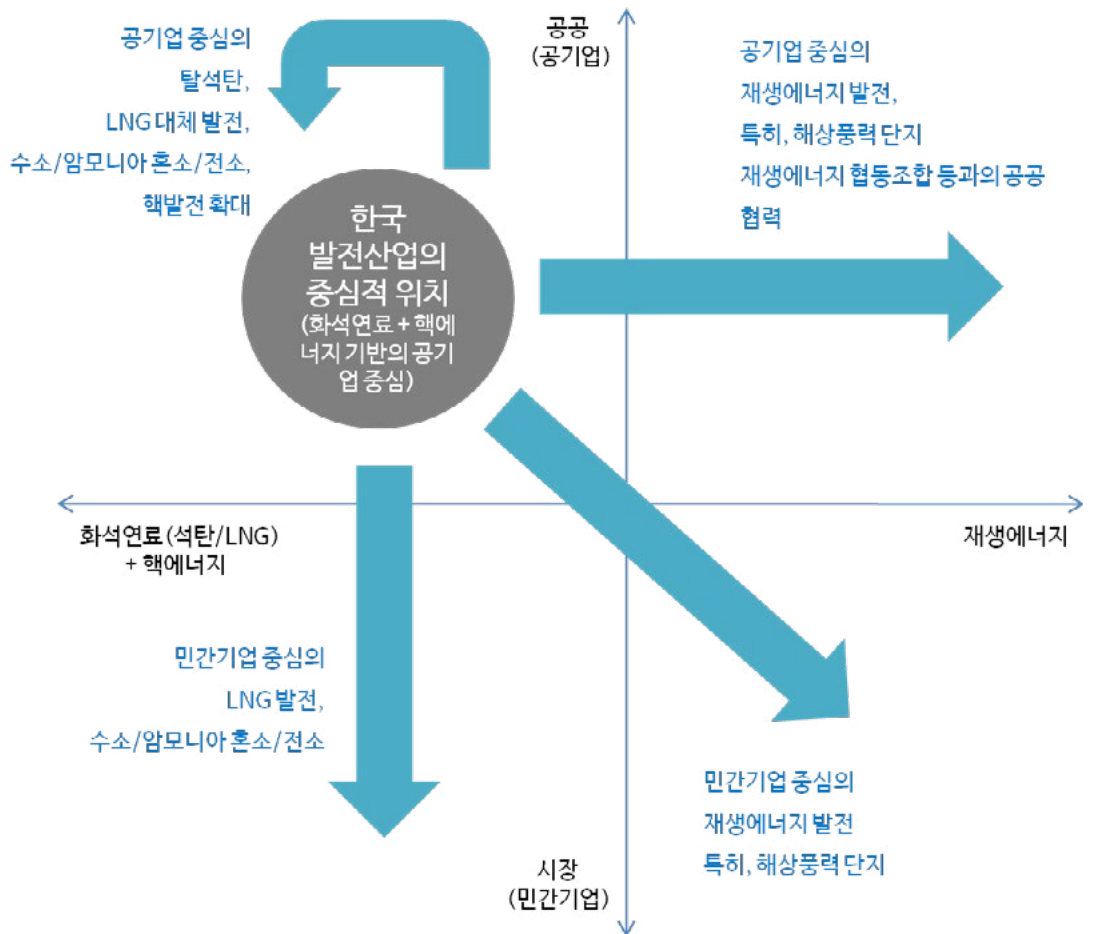 공기업 중심의
탈석탄,
LNG 대체 발전,
수소/암모니아 혼소/전소,
핵발전 확대
공공
(공기업)
공기업 중심의
재생에너지 발전,
특히, 해상풍력 단지
재생에너지 협동조합 등과의 공공
협력
한국
발전산업의
중심적 위치
(화석연료 + 핵에
너지 기반의 공기
업 중심)
화석연료 (석탄/LNG)
+ 핵에너지
재생에너지
민간기업 중심의
LNG 발전,
수소/암모니아 혼소/전소
민간기업 중심의
재생에너지 발전
특히, 해상풍력 단지
시장
(민간기업)